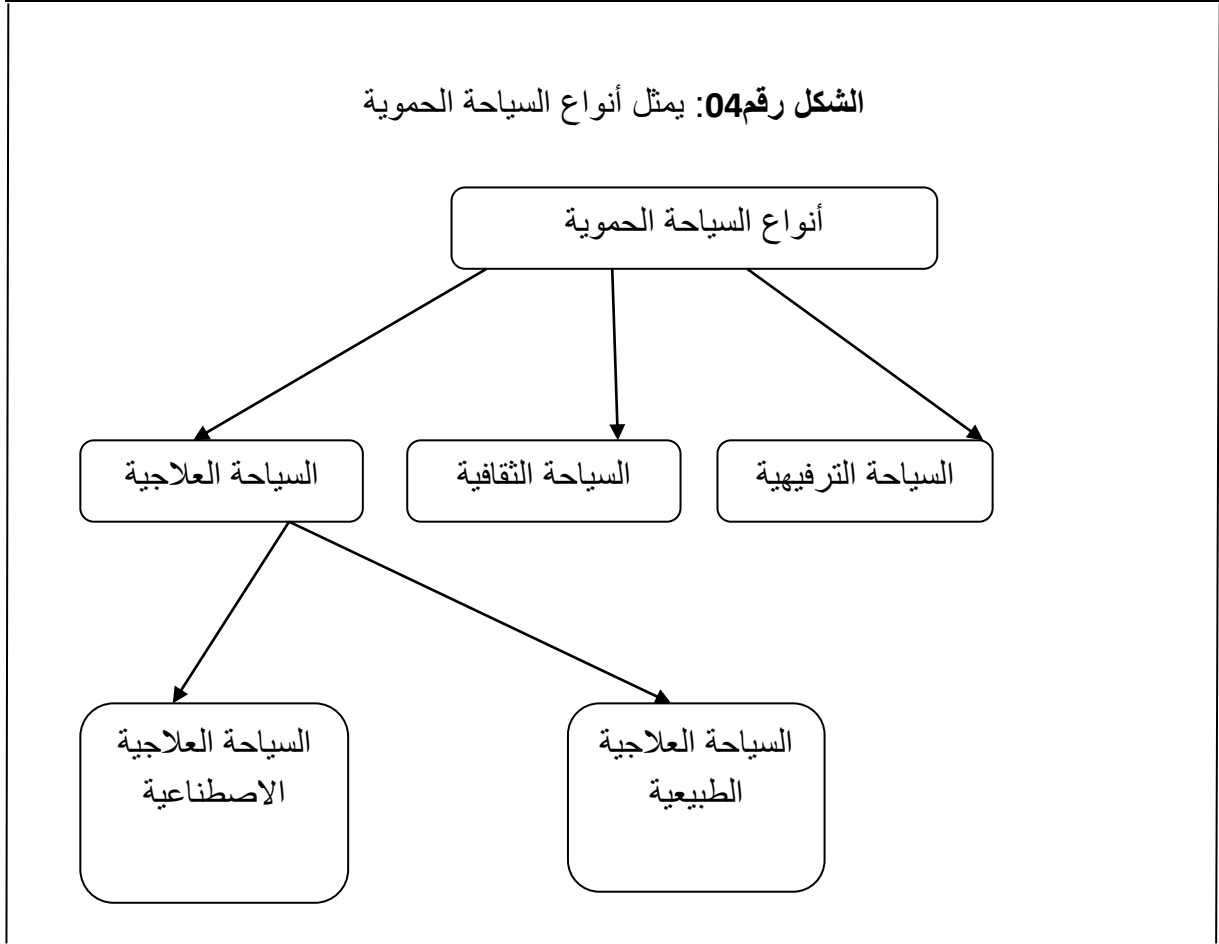 الشكل رقم04: يمثل أنواع السياحة الحموية
أنواع السياحة الحموية
السياحة الترفيهية
السياحة الثقافية
السياحة العلاجية
السياحة العلاجية
الطبيعية
السياحة العلاجية
الاصطناعية